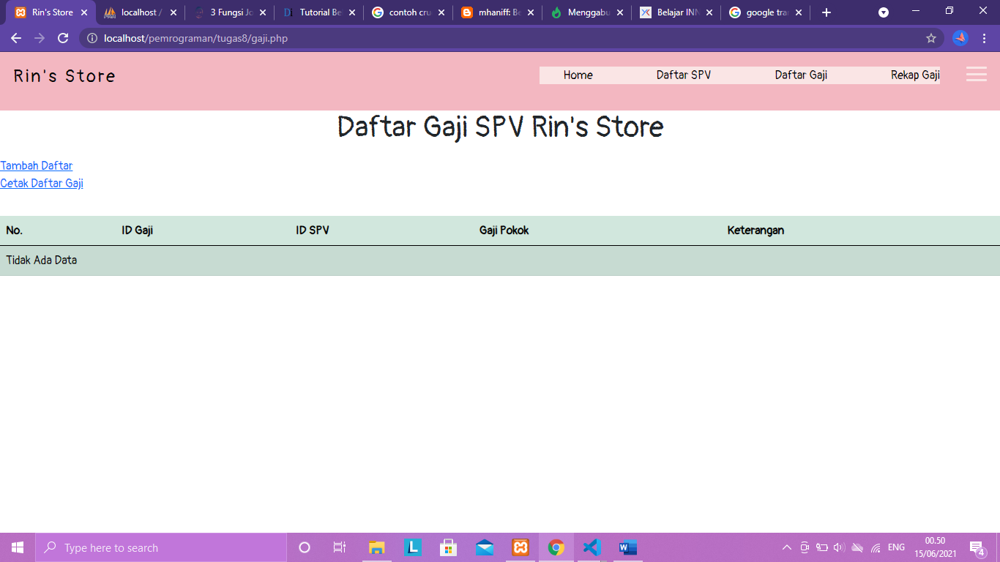 Rin's Store
localhost /
3 Fungsi Jo
Tutorial Be
contoh cru
mhaniff: Be
Menggabu
Belajar INN
google tra
localhost/pemrograman/tugas8/gaji.php
Rin's Store
Home Daftar SPV Daftar Gaji Rekap Gaji
Daftar Gaji SPV Rin's Store
Tambah Daftar
Cetak Daftar Gaji
No. ID Gaji ID SPV Gaji Pokok Keterangan
Tidak Ada Data
Type here to search
L
W
ENG
00.50
15/06/2021
4